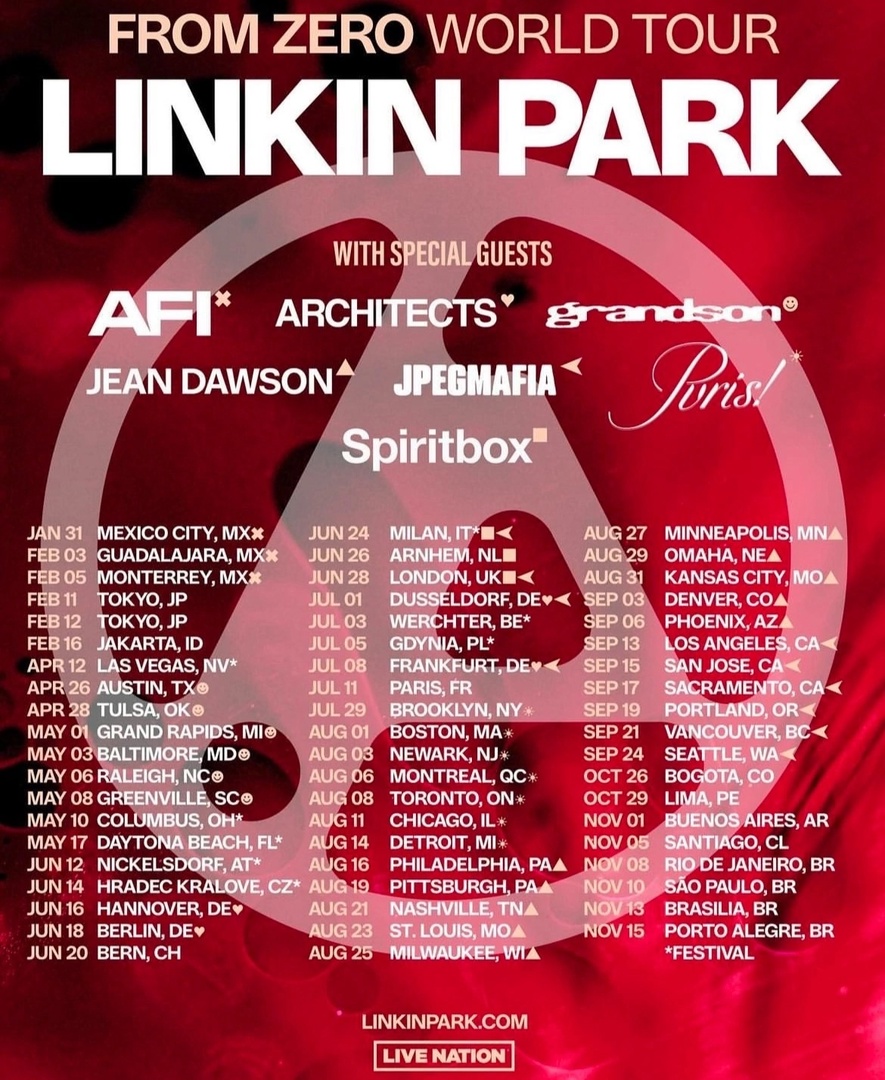 FROM ZERO WORLD TOUR
LINKIN PARK
WITH SPECIAL GUESTS
AFI✖ ARCHITECTS♥ grandson☻
JEAN DAWSON▲ JPEGMAFIA⮜ Pvris!☀
Spiritbox■
JAN 31 MEXICO CITY, MX✖
FEB 03 GUADALAJARA, MX✖
FEB 05 MONTERREY, MX✖
FEB 11 TOKYO, JP
FEB 12 TOKYO, JP
FEB 16 JAKARTA, ID
APR 12 LAS VEGAS, NV*
APR 26 AUSTIN, TX☻
APR 28 TULSA, OK☻
MAY 01 GRAND RAPIDS, MI☻
MAY 03 BALTIMORE, MD☻
MAY 06 RALEIGH, NC☻
MAY 08 GREENVILLE, SC☻
MAY 10 COLUMBUS, OH*
MAY 17 DAYTONA BEACH, FL*
JUN 12 NICKELSDORF, AT*
JUN 14 HRADEC KRALOVE, CZ*
JUN 16 HANNOVER, DE♥
JUN 18 BERLIN, DE♥
JUN 20 BERN, CH
JUN 24 MILAN, IT*■⮜
JUN 26 ARNHEM, NL■
JUN 28 LONDON, UK■⮜
JUL 01 DUSSELDORF, DE♥⮜
JUL 03 WERCHTER, BE*
JUL 05 GDYNIA, PL*
JUL 08 FRANKFURT, DE♥⮜
JUL 11 PARIS, FR
JUL 29 BROOKLYN, NY☀
AUG 01 BOSTON, MA☀
AUG 03 NEWARK, NJ☀
AUG 06 MONTREAL, QC☀
AUG 08 TORONTO, ON☀
AUG 11 CHICAGO, IL☀
AUG 14 DETROIT, MI☀
AUG 16 PHILADELPHIA, PA▲
AUG 19 PITTSBURGH, PA▲
AUG 21 NASHVILLE, TN▲
AUG 23 ST. LOUIS, MO▲
AUG 25 MILWAUKEE, WI▲
AUG 27 MINNEAPOLIS, MN▲
AUG 29 OMAHA, NE▲
AUG 31 KANSAS CITY, MO▲
SEP 03 DENVER, CO▲
SEP 06 PHOENIX, AZ▲
SEP 13 LOS ANGELES, CA⮜
SEP 15 SAN JOSE, CA⮜
SEP 17 SACRAMENTO, CA⮜
SEP 19 PORTLAND, OR⮜
SEP 21 VANCOUVER, BC⮜
SEP 24 SEATTLE, WA⮜
OCT 26 BOGOTA, CO
OCT 29 LIMA, PE
NOV 01 BUENOS AIRES, AR
NOV 05 SANTIAGO, CL
NOV 08 RIO DE JANEIRO, BR
NOV 10 SÃO PAULO, BR
NOV 13 BRASILIA, BR
NOV 15 PORTO ALEGRE, BR
*FESTIVAL
LINKINPARK.COM
LIVE NATION